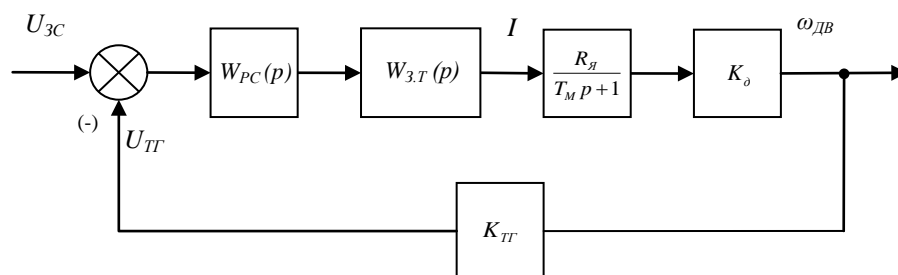 U_ЗС
I
ω_ДВ
W_РС(p)
W_З.Т(p)
R_Я
T_М p + 1
K_д
(-)
U_ТГ
K_ТГ